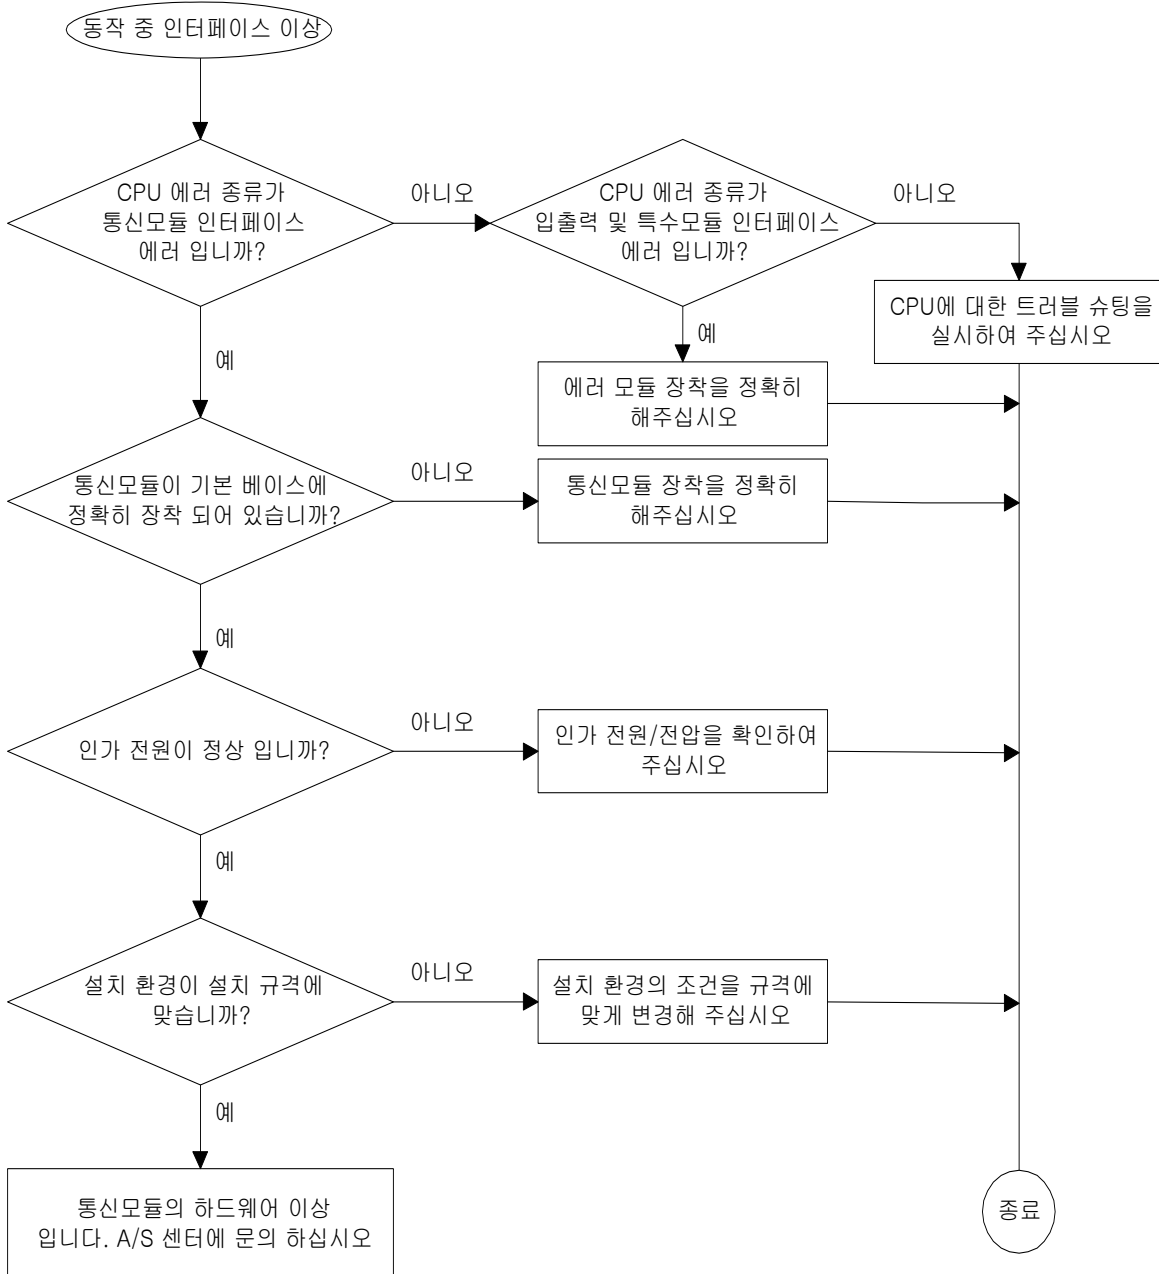 동작 중 인터페이스 이상
CPU 에러 종류가
통신모듈 인터페이스
에러 입니까?
아니오
CPU 에러 종류가
입출력 및 특수모듈 인터페이스
에러 입니까?
아니오
CPU에 대한 트러블 슈팅을
실시하여 주십시오
예
예
에러 모듈 장착을 정확히
해주십시오
통신모듈이 기본 베이스에
정확히 장착 되어 있습니까?
아니오
통신모듈 장착을 정확히
해주십시오
예
인가 전원이 정상 입니까?
아니오
인가 전원/전압을 확인하여
주십시오
예
설치 환경이 설치 규격에
맞습니까?
아니오
설치 환경의 조건을 규격에
맞게 변경해 주십시오
예
통신모듈의 하드웨어 이상
입니다. A/S 센터에 문의 하십시오
종료